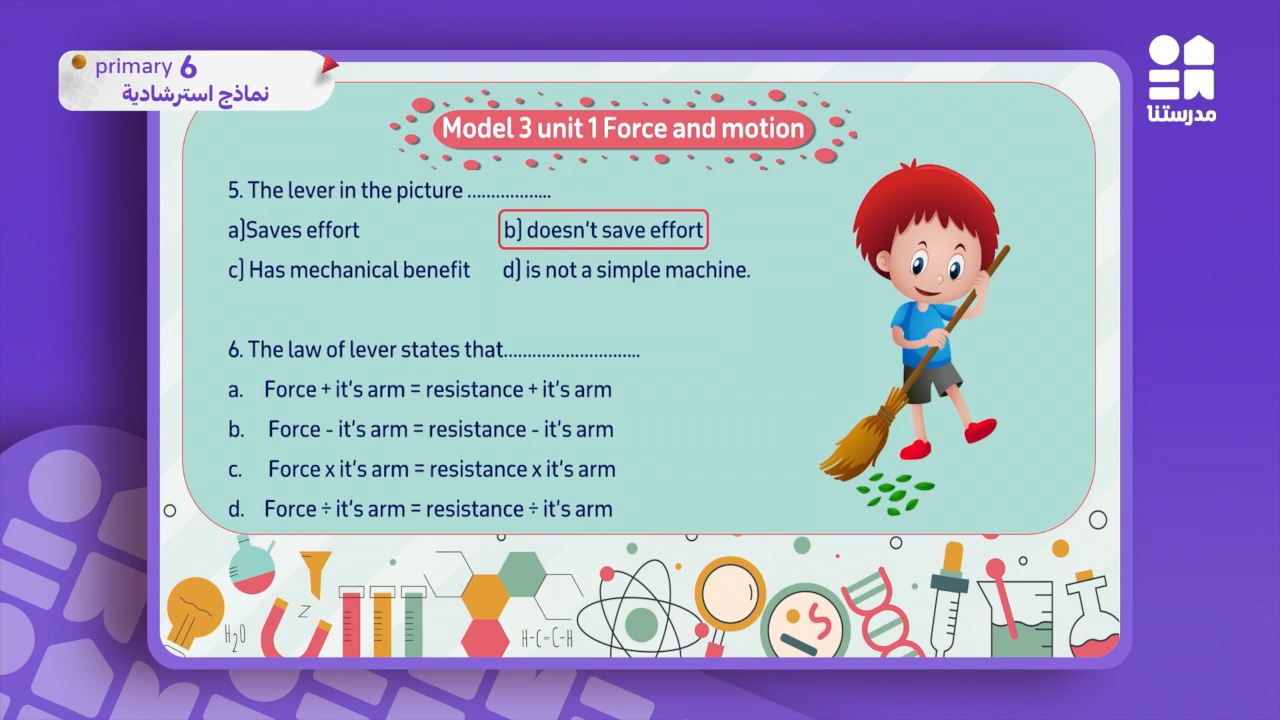 primary 6
نماذج استرشادية
مدرستنا
Model 3 unit 1 Force and motion
5. The lever in the picture ..................
a)Saves effort b) doesn't save effort
c) Has mechanical benefit d) is not a simple machine.
6. The law of lever states that.............................
a. Force + it's arm = resistance + it's arm
b. Force - it's arm = resistance - it's arm
c. Force x it's arm = resistance x it's arm
d. Force ÷ it's arm = resistance ÷ it's arm
H₂O
Z
H-C=C-H